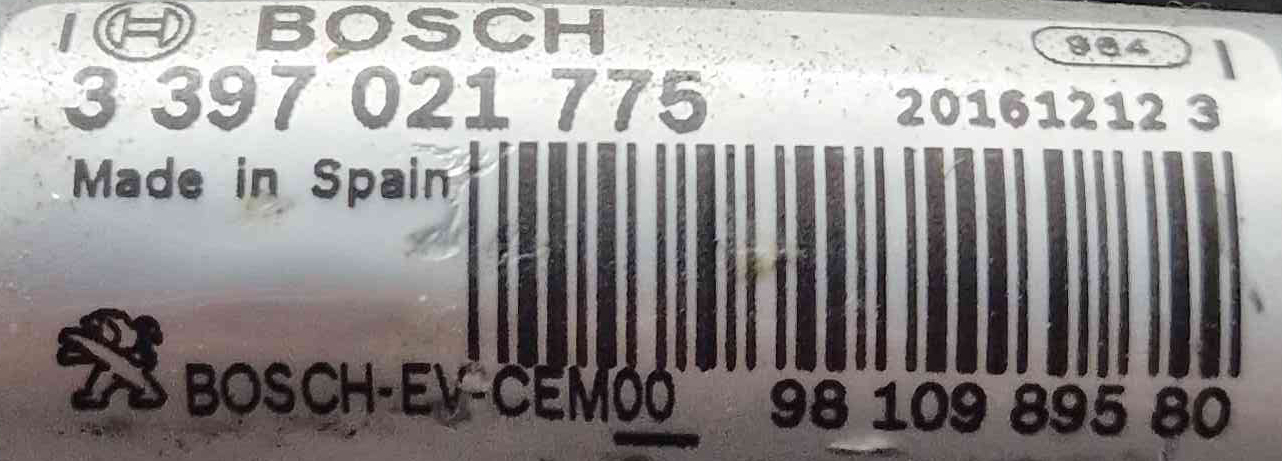 BOSCH
984
3 397 021 775
20161212 3
Made in Spain
BOSCH-EV-CEM00
98 109 895 80